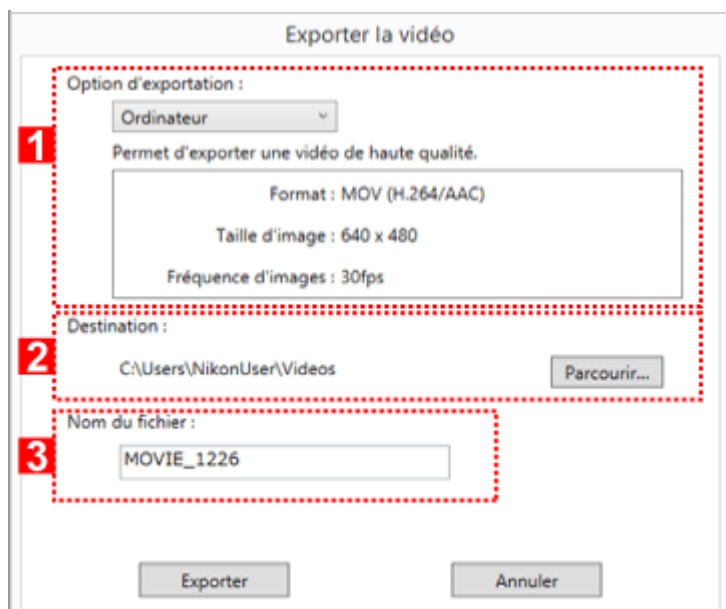 Exporter la vidéo
Option d'exportation :
Ordinateur
1
Permet d'exporter une vidéo de haute qualité.
Format : MOV (H.264/AAC)
Taille d'image : 640 x 480
Fréquence d'images : 30fps
Destination :
2
C:\Users\NikonUser\Videos
Parcourir...
Nom du fichier :
3
MOVIE_1226
Exporter
Annuler